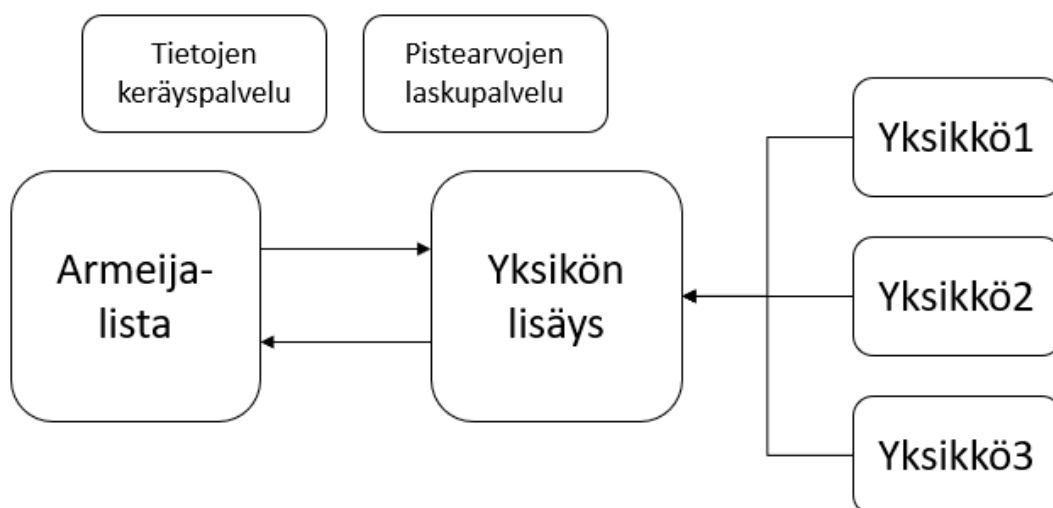 Tietojen
keräyspalvelu
Pistearvojen
laskupalvelu
Armeija-
lista
Yksikön
lisäys
Yksikkö1
Yksikkö2
Yksikkö3